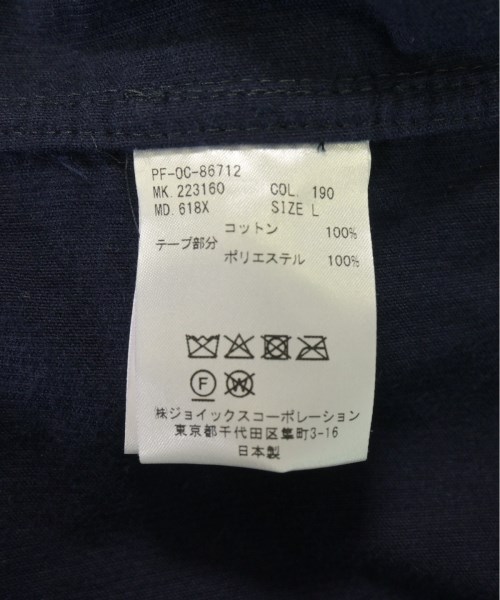 PF-OC-86712
MK. 223160 COL. 190
MD. 618X SIZE L
コットン 100%
テープ部分
ポリエステル 100%
F W
㈱ジョイックスコーポレーション
東京都千代田区隼町3-16
日本製